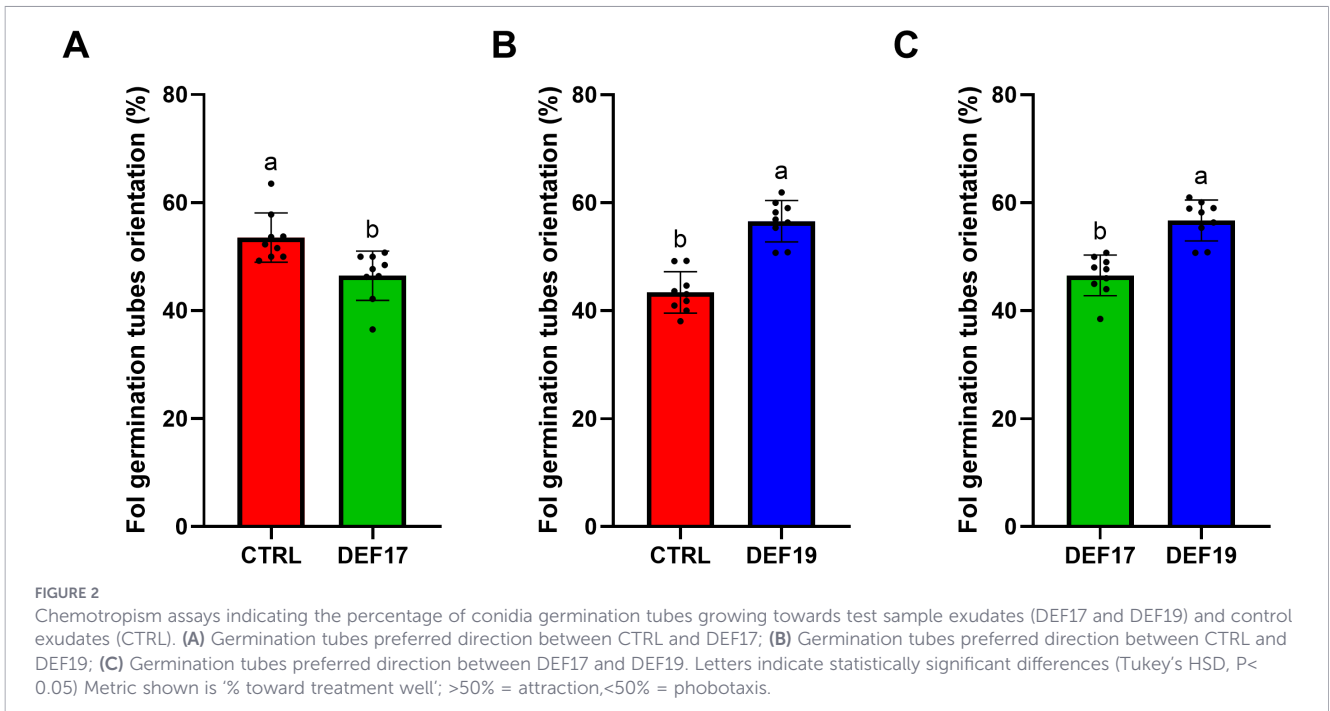 A
B
C
Fol germination tubes orientation (%)
80
60
40
20
0
a
b
CTRL
DEF17
Fol germination tubes orientation (%)
80
60
40
20
0
b
a
CTRL
DEF19
Fol germination tubes orientation (%)
80
60
40
20
0
b
a
DEF17
DEF19
FIGURE 2
Chemotropism assays indicating the percentage of conidia germination tubes growing towards test sample exudates (DEF17 and DEF19) and control
exudates (CTRL). (A) Germination tubes preferred direction between CTRL and DEF17; (B) Germination tubes preferred direction between CTRL and
DEF19; (C) Germination tubes preferred direction between DEF17 and DEF19. Letters indicate statistically significant differences (Tukey's HSD, P<
0.05) Metric shown is '% toward treatment well'; >50% = attraction,<50% = phobotaxis.